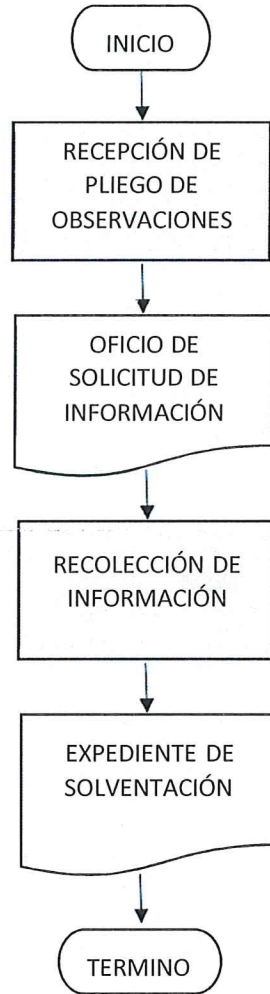 INICIO
RECEPCIÓN DE
PLIEGO DE
OBSERVACIONES
OFICIO DE
SOLICITUD DE
INFORMACIÓN
RECOLECCIÓN DE
INFORMACIÓN
EXPEDIENTE DE
SOLVENTACIÓN
TERMINO